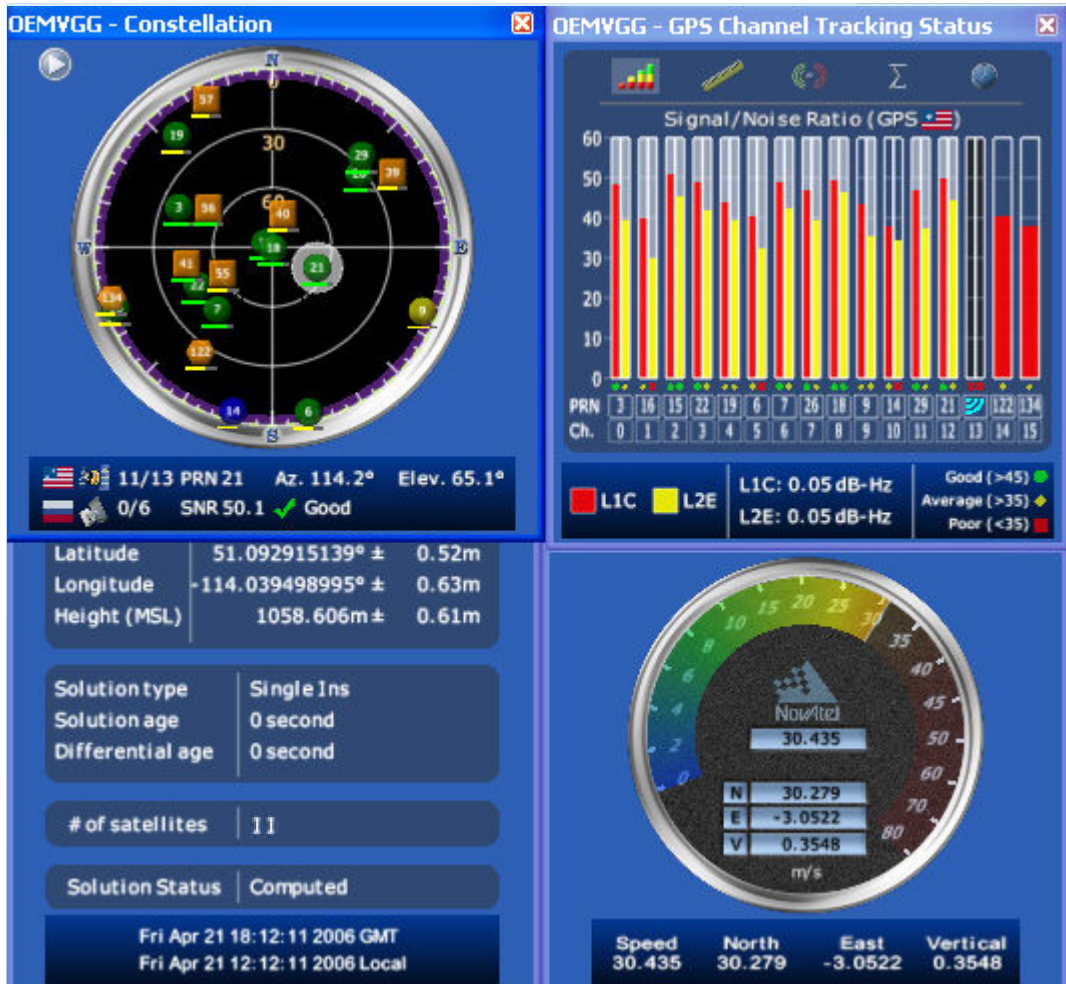 OEMVGG - Constellation
N
0
30
60
W
E
S
57
19
29
39
3
56
40
18
41
22
55
21
7
134
9
122
14
6
11/13 PRN 21 Az. 114.2° Elev. 65.1°
0/6 SNR 50.1 Good
OEMVGG - GPS Channel Tracking Status
Σ
Signal/Noise Ratio (GPS)
60
50
40
30
20
10
0
PRN 3 16 15 22 19 6 7 26 18 9 14 29 21 122 134
Ch. 0 1 2 3 4 5 6 7 8 9 10 11 12 13 14 15
L1C L2E
L1C: 0.05 dB-Hz
L2E: 0.05 dB-Hz
Good (>45)
Average (>35)
Poor (<35)
Latitude 51.092915139° ± 0.52m
Longitude -114.039498995° ± 0.63m
Height (MSL) 1058.606m ± 0.61m
Solution type Single Ins
Solution age 0 second
Differential age 0 second
# of satellites 11
Solution Status Computed
Fri Apr 21 18:12:11 2006 GMT
Fri Apr 21 12:12:11 2006 Local
0 2 4 6 8 10 15 20 25 30 35 40 45 50 60 70 80
NovAtel
30.435
N 30.279
E -3.0522
V 0.3548
m/s
Speed North East Vertical
30.435 30.279 -3.0522 0.3548